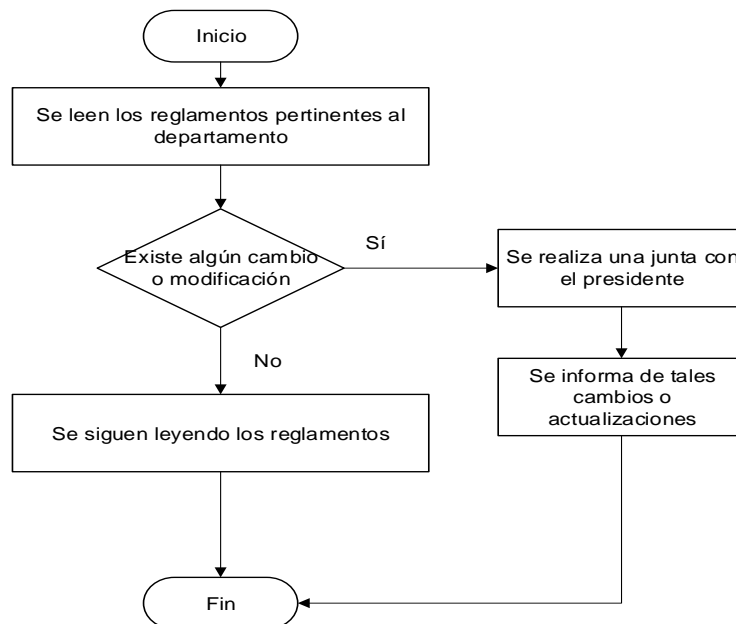 Inicio
Se leen los reglamentos pertinentes al
departamento
Existe algún cambio
o modificación
Sí
Se realiza una junta con
el presidente
No
Se informa de tales
cambios o
actualizaciones
Se siguen leyendo los reglamentos
Fin